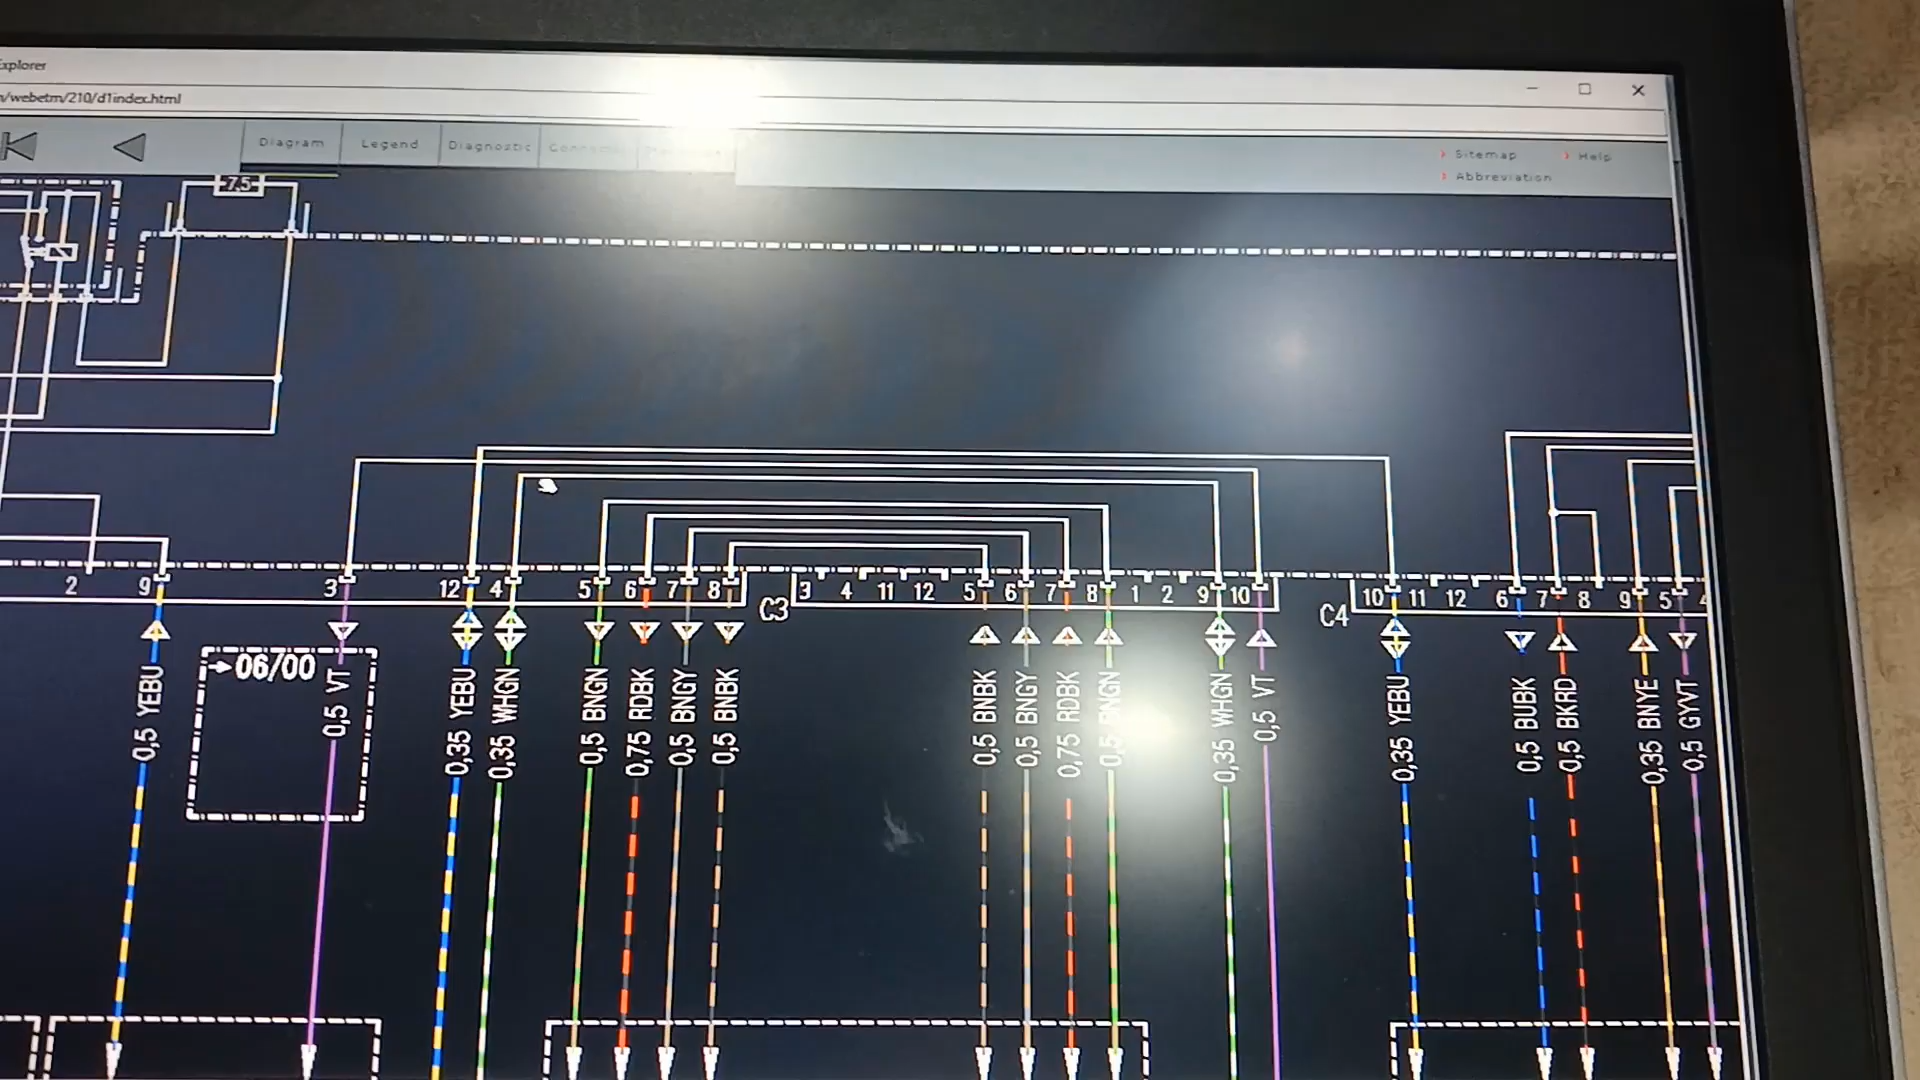 Explorer
/webetm/210/d1index.html
Diagram Legend Diagnostic
Sitemap Help
Abbreviation
7,5
2 9 3 12 4 5 6 7 8 C3 3 4 11 12 5 6 7 8 1 2 9 10 C4 10 11 12 6 7 8 9 5 4
06/00
0,5 YEBU
0,5 VT
0,35 YEBU
0,35 WHGN
0,5 BNGN
0,75 RDBK
0,5 BNGY
0,5 BNBK
0,5 BNBK
0,5 BNGY
0,75 RDBK
0,5 BNGN
0,35 WHGN
0,5 VT
0,35 YEBU
0,5 BUBK
0,5 BKRD
0,35 BNYE
0,5 GYVT